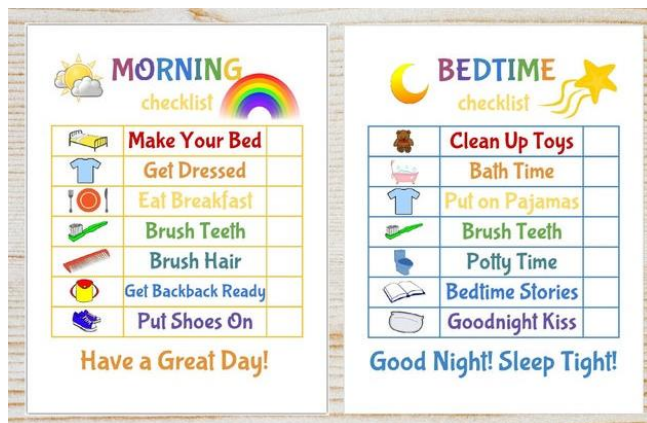 MORNING
checklist
Make Your Bed
Get Dressed
Eat Breakfast
Brush Teeth
Brush Hair
Get Backback Ready
Put Shoes On
Have a Great Day!
BEDTIME
checklist
Clean Up Toys
Bath Time
Put on Pajamas
Brush Teeth
Potty Time
Bedtime Stories
Goodnight Kiss
Good Night! Sleep Tight!